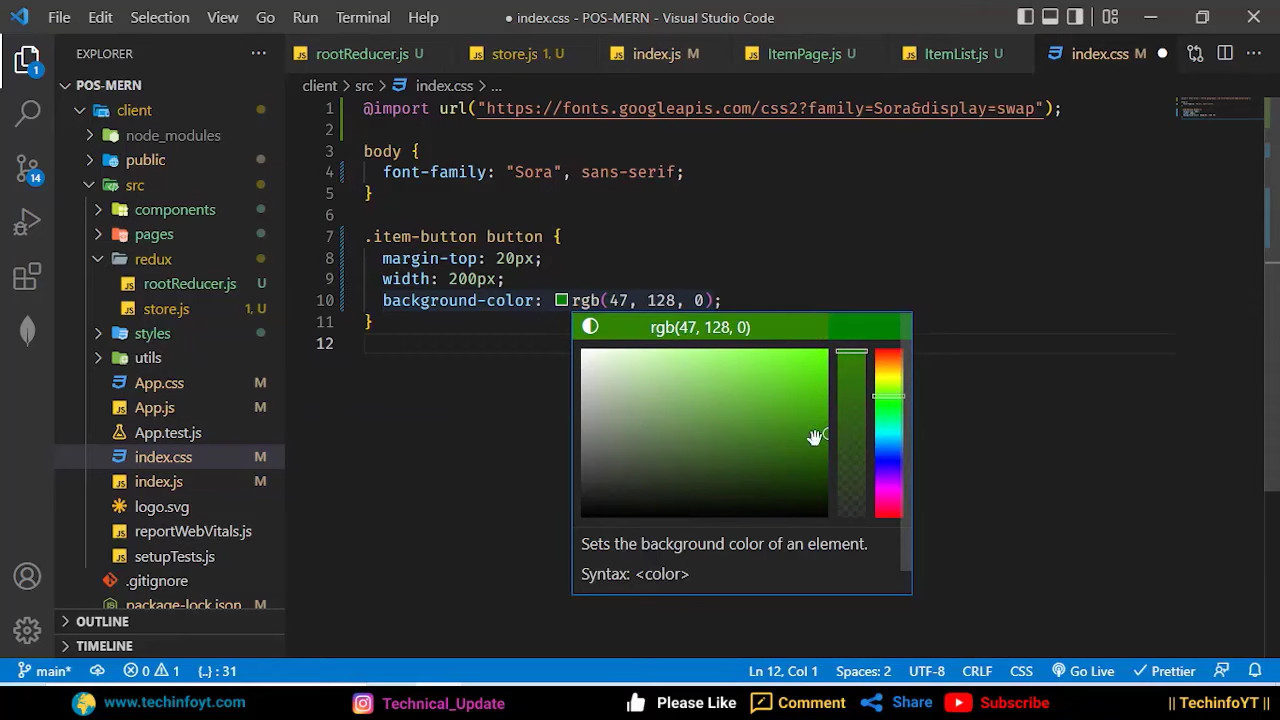 File Edit Selection View Go Run Terminal Help
● index.css - POS-MERN - Visual Studio Code
EXPLORER
rootReducer.js U
store.js 1, U
index.js M
ItemPage.js U
ItemList.js U
index.css M
client > src > index.css > ...
1
POS-MERN
client
node_modules
public
src
components
pages
redux
rootReducer.js U
store.js 1, U
styles
utils
App.css M
App.js M
App.test.js
index.css M
index.js M
logo.svg
reportWebVitals.js
setupTests.js
.gitignore
package-lock.json M
OUTLINE
TIMELINE
14
1 @import url("https://fonts.googleapis.com/css2?family=Sora&display=swap");
2
3 body {
4 font-family: "Sora", sans-serif;
5 }
6
7 .item-button button {
8 margin-top: 20px;
9 width: 200px;
10 background-color: rgb(47, 128, 0);
11 }
12
rgb(47, 128, 0)
Sets the background color of an element.
Syntax: <color>
main* 0 1 {..} : 31 Ln 12, Col 1 Spaces: 2 UTF-8 CRLF CSS Go Live Prettier
www.techinfoyt.com Technical_Update Please Like Comment Share Subscribe || TechinfoYT ||